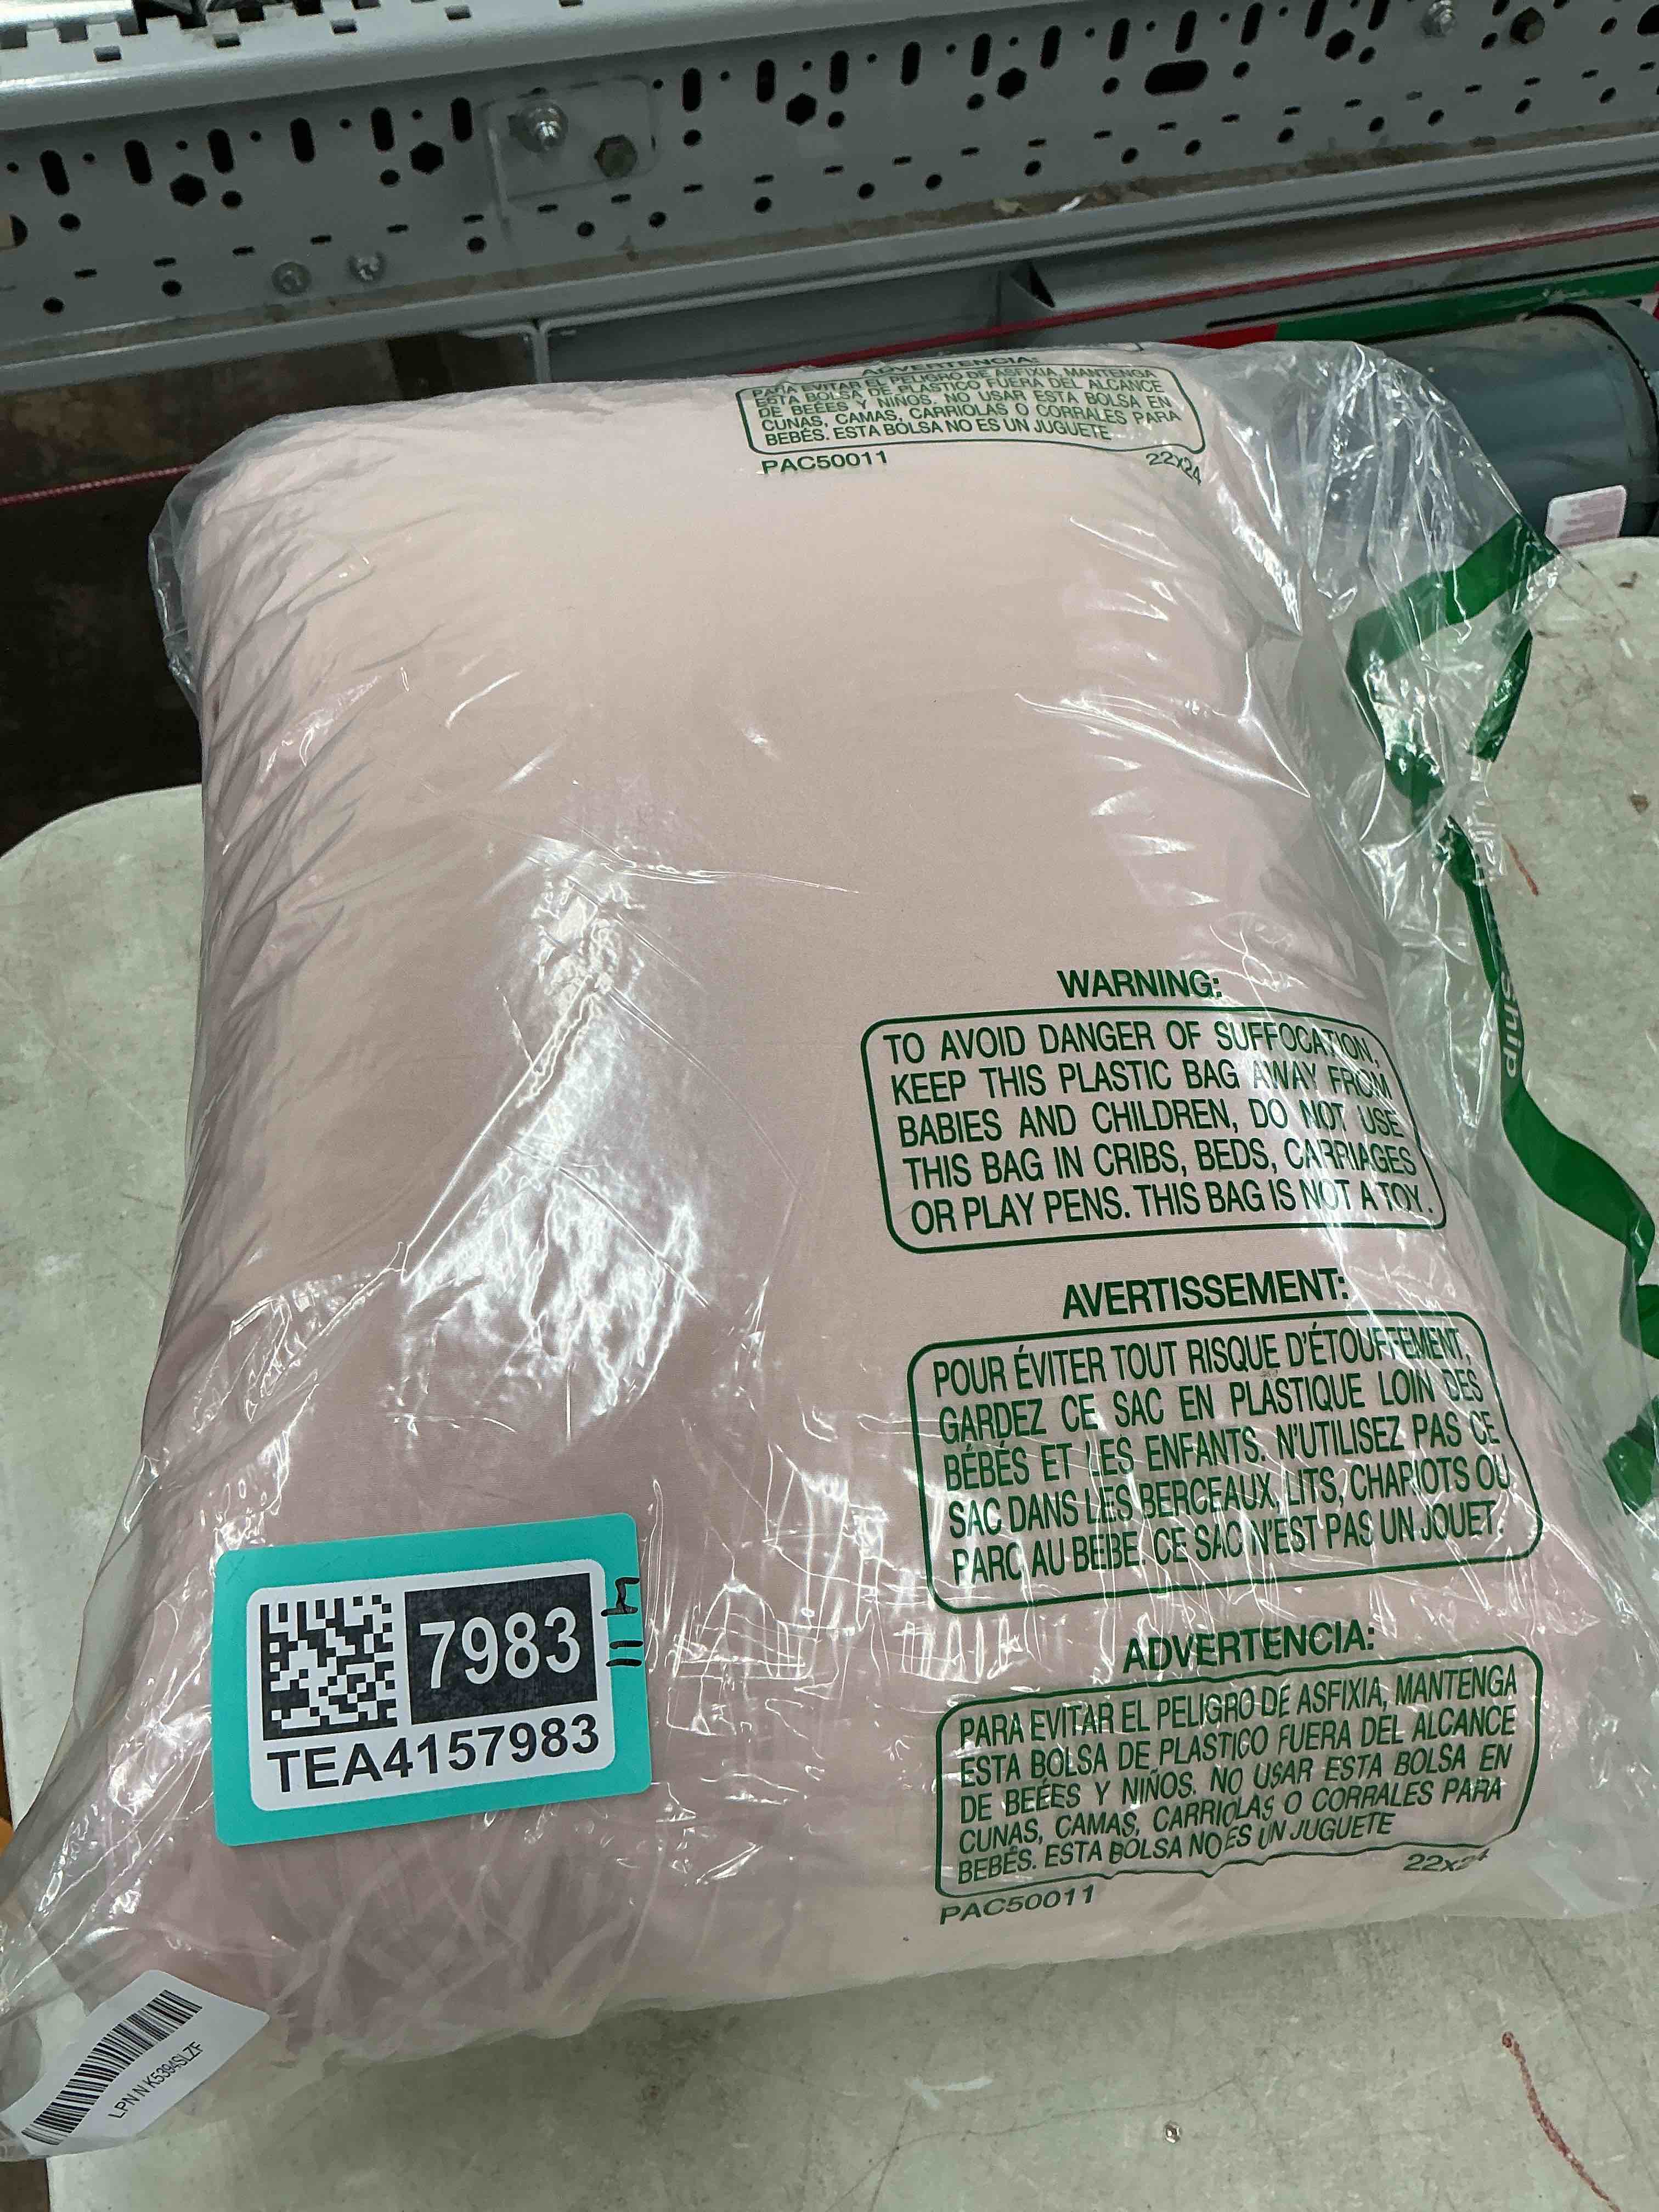 ADVERTENCIA:
PARA EVITAR EL PELIGRO DE ASFIXIA, MANTENGA
ESTA BOLSA DE PLASTICO FUERA DEL ALCANCE
DE BEÉES Y NIÑOS. NO USAR ESTA BOLSA EN
CUNAS, CAMAS, CARRIOLAS O CORRALES PARA
BEBÉS. ESTA BOLSA NO ES UN JUGUETE
PAC50011 22x24
WARNING:
TO AVOID DANGER OF SUFFOCATION,
KEEP THIS PLASTIC BAG AWAY FROM
BABIES AND CHILDREN, DO NOT USE
THIS BAG IN CRIBS, BEDS, CARRIAGES
OR PLAY PENS. THIS BAG IS NOT A TOY.
AVERTISSEMENT:
POUR ÉVITER TOUT RISQUE D'ÉTOUFFEMENT,
GARDEZ CE SAC EN PLASTIQUE LOIN DES
BÉBÉS ET LES ENFANTS. N'UTILISEZ PAS CE
SAC DANS LES BERCEAUX, LITS, CHARIOTS OU
PARC AU BEBE. CE SAC N'EST PAS UN JOUET.
ADVERTENCIA:
PARA EVITAR EL PELIGRO DE ASFIXIA, MANTENGA
ESTA BOLSA DE PLASTICO FUERA DEL ALCANCE
DE BEÉES Y NIÑOS. NO USAR ESTA BOLSA EN
CUNAS, CAMAS, CARRIOLAS O CORRALES PARA
BEBÉS. ESTA BOLSA NO ES UN JUGUETE
PAC50011 22x24
7983
TEA4157983
LPNNK5394SLZF
Ship